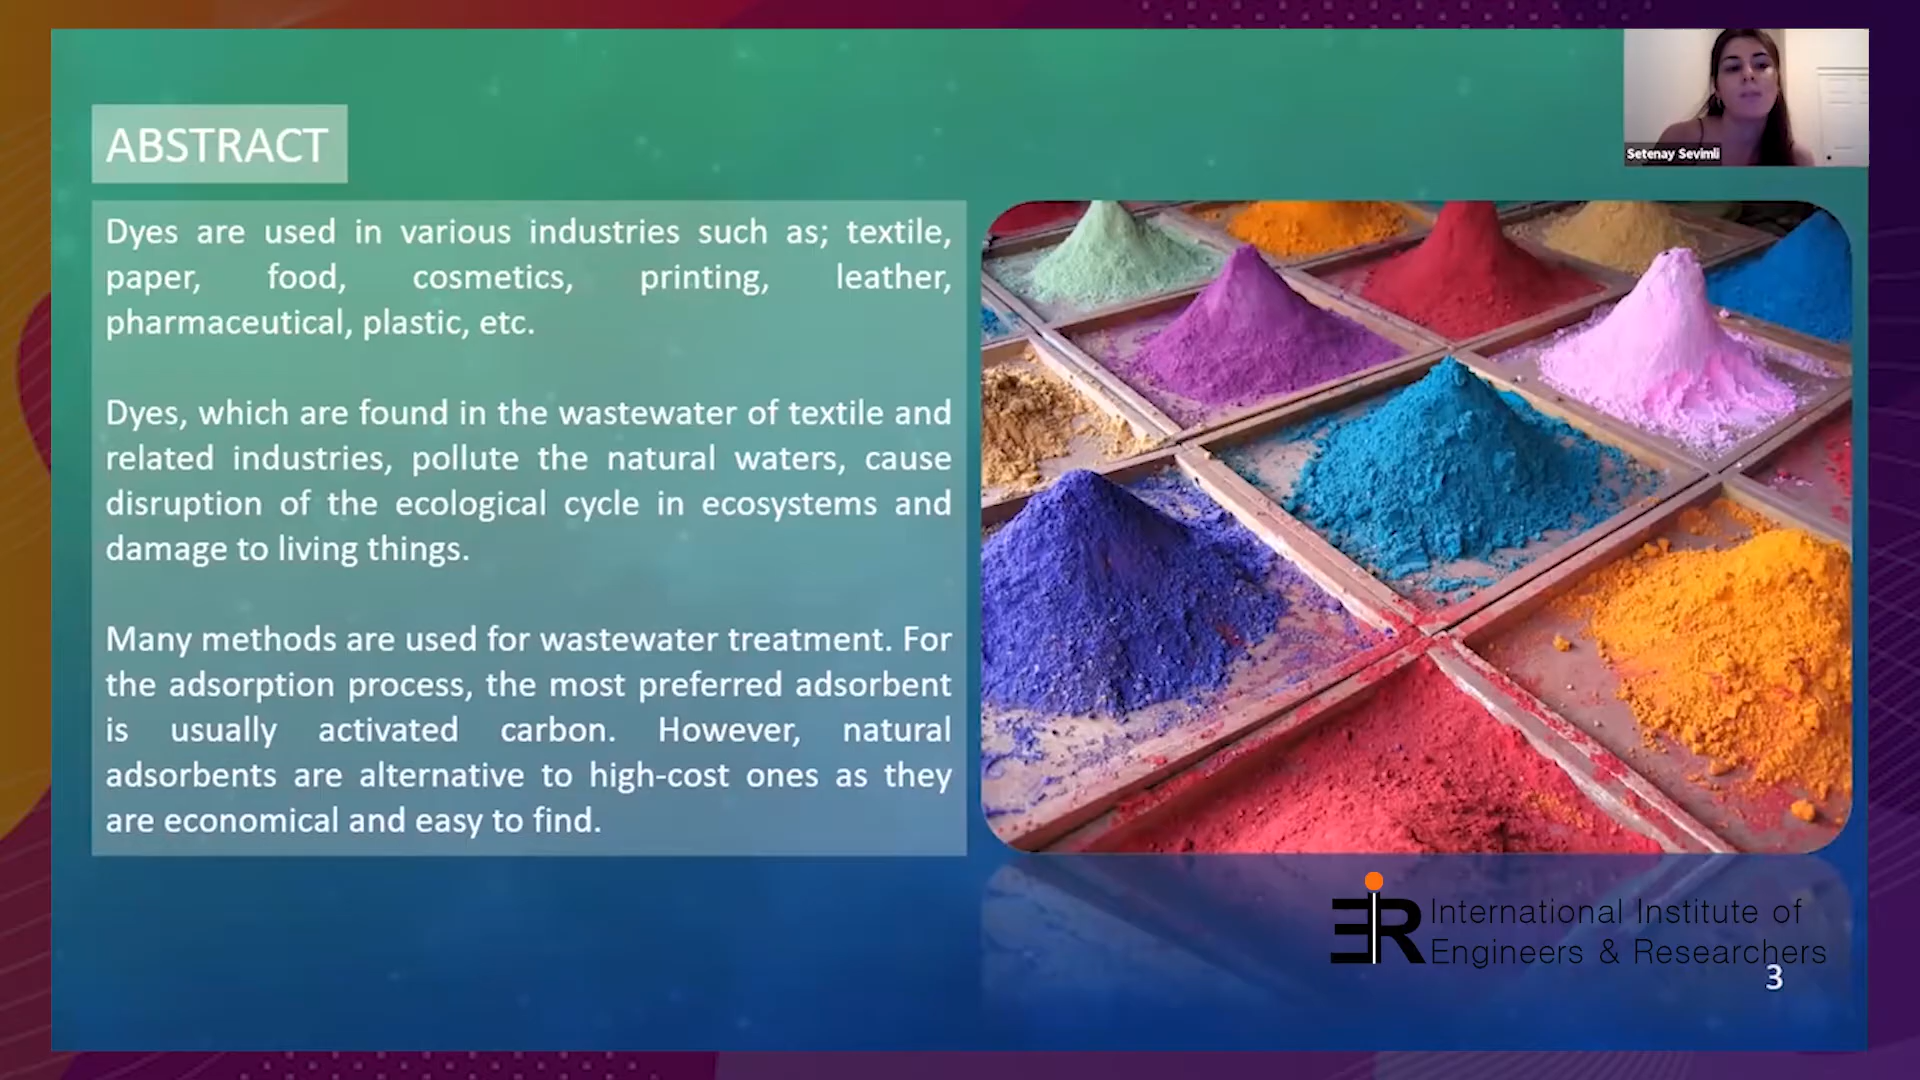 Setenay Sevimli
ABSTRACT
Dyes are used in various industries such as; textile,
paper, food, cosmetics, printing, leather,
pharmaceutical, plastic, etc.
Dyes, which are found in the wastewater of textile and
related industries, pollute the natural waters, cause
disruption of the ecological cycle in ecosystems and
damage to living things.
Many methods are used for wastewater treatment. For
the adsorption process, the most preferred adsorbent
is usually activated carbon. However, natural
adsorbents are alternative to high-cost ones as they
are economical and easy to find.
International Institute of
Engineers & Researchers
3